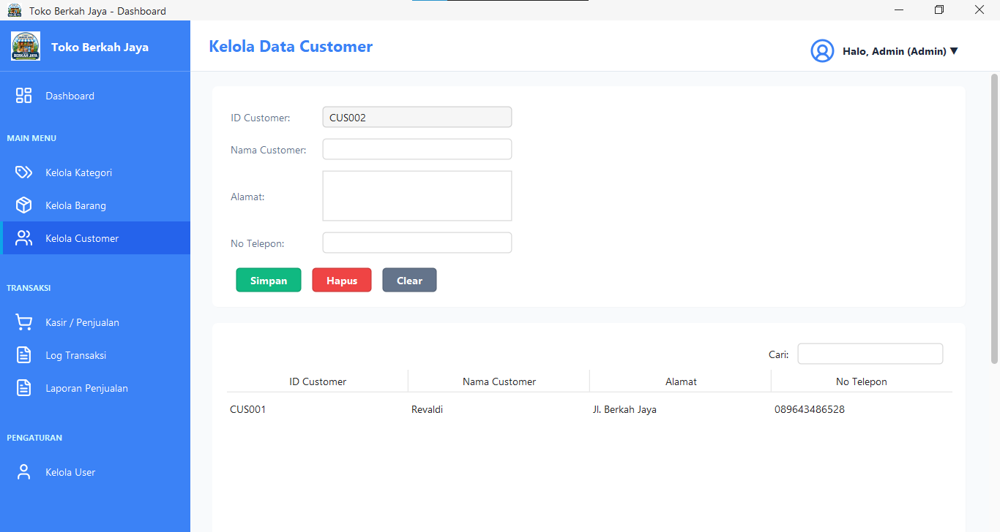 Toko Berkah Jaya - Dashboard
Toko Berkah Jaya
Kelola Data Customer
Halo, Admin (Admin) ▼
Dashboard
MAIN MENU
Kelola Kategori
Kelola Barang
Kelola Customer
TRANSAKSI
Kasir / Penjualan
Log Transaksi
Laporan Penjualan
PENGATURAN
Kelola User
ID Customer: CUS002
Nama Customer:
Alamat:
No Telepon:
Simpan Hapus Clear
Cari:
ID Customer Nama Customer Alamat No Telepon
CUS001 Revaldi Jl. Berkah Jaya 089643486528